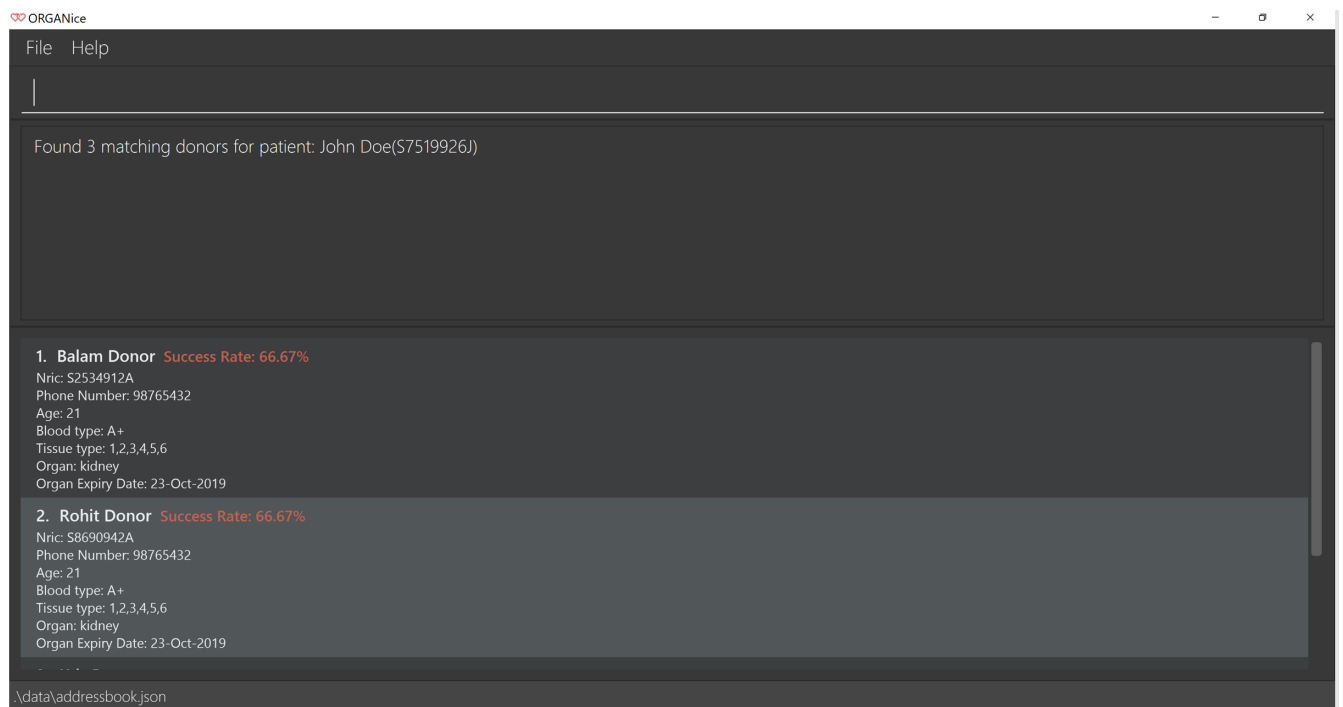 ORGANice
File Help
Found 3 matching donors for patient: John Doe(S7519926J)
1. Balam Donor Success Rate: 66.67%
Nric: S2534912A
Phone Number: 98765432
Age: 21
Blood type: A+
Tissue type: 1,2,3,4,5,6
Organ: kidney
Organ Expiry Date: 23-Oct-2019
2. Rohit Donor Success Rate: 66.67%
Nric: S8690942A
Phone Number: 98765432
Age: 21
Blood type: A+
Tissue type: 1,2,3,4,5,6
Organ: kidney
Organ Expiry Date: 23-Oct-2019
.\data\addressbook.json